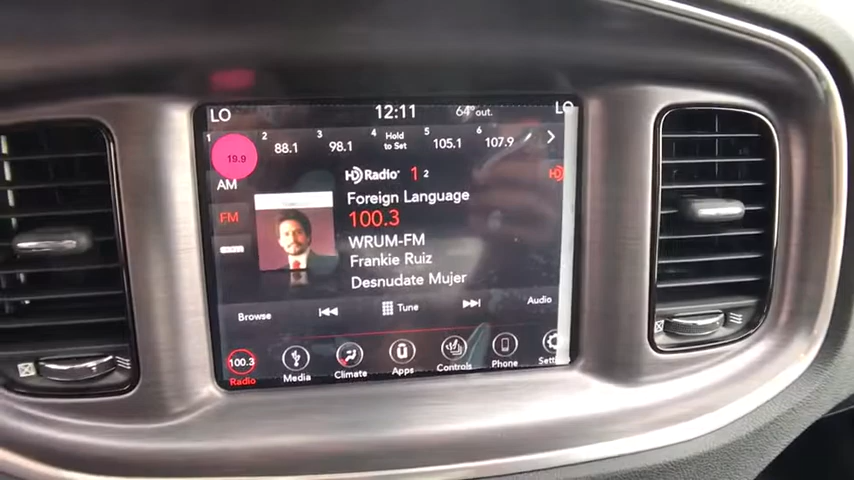 LO 12:11 64° out. LO
1 2 88.1 3 98.1 4 Hold to Set 5 105.1 6 107.9
19.9
AM
HD Radio 1 2
HD
Foreign Language
FM
100.3
WRUM-FM
Frankie Ruiz
Desnudate Mujer
Browse Tune Audio
100.3
Radio Media Climate Apps Controls Phone